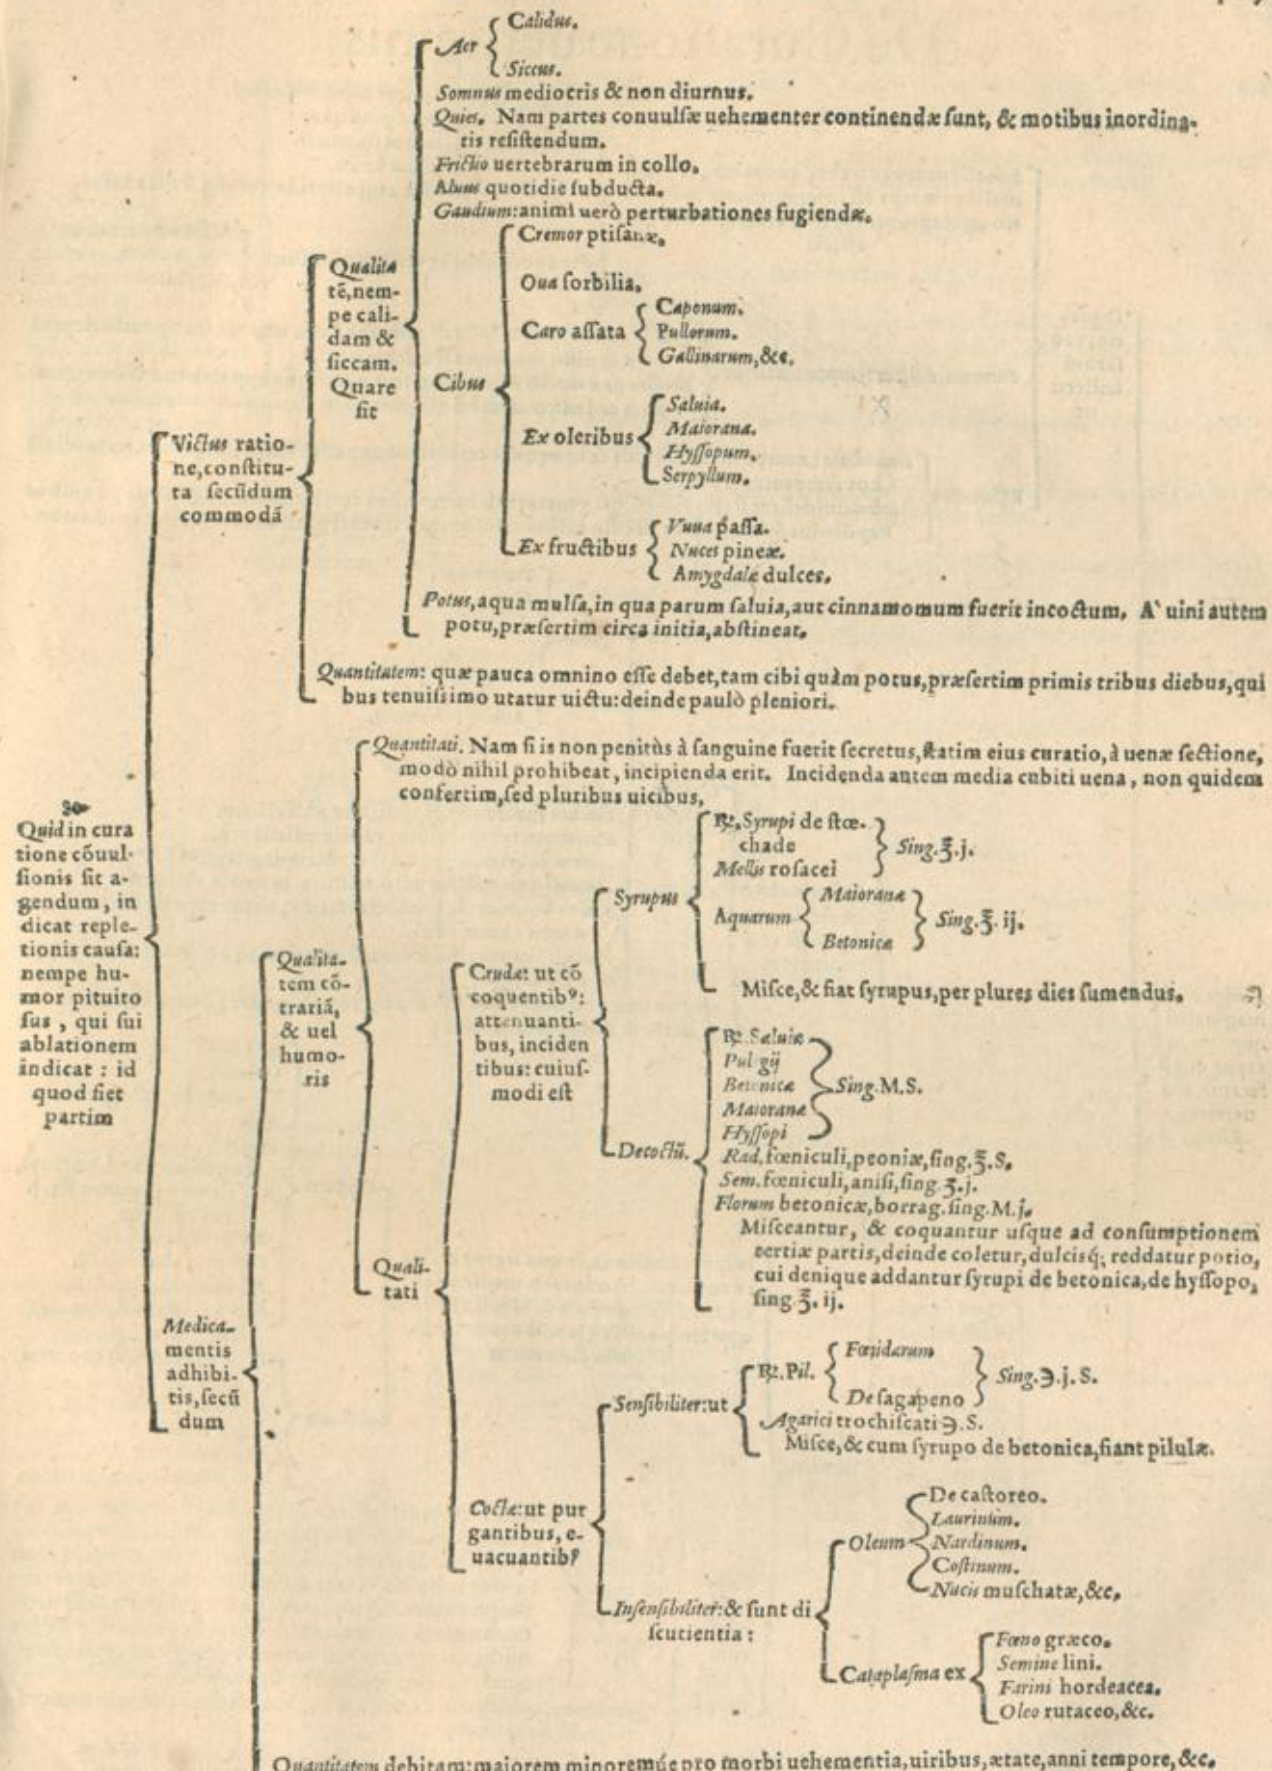 Calidus.
Aer
Siccus.
Somnus mediocris & non diurnus.
Quies. Nam partes conuulsæ uehementer continendæ sunt, & motibus inordina-
tis resistendum.
Frictio uertebrarum in collo.
Aluus quotidie subducta.
Gaudium: animi uerò perturbationes fugiendæ.
Cremor ptisanæ.
Oua sorbilia.
Caponum.
Caro assata
Pullorum.
Gallinarum, &c.
Qualita
tē, nem-
pe cali-
dam &
siccam.
Quare
sit
Cibus
Saluia.
Maiorana.
Ex oleribus
Hyssopum.
Serpyllum.
Vuua passa.
Ex fructibus
Nuces pineæ.
Amygdalæ dulces.
Potus, aqua mulsa, in qua parum saluia, aut cinnamomum fuerit incoctum. A' uini autem
potu, præsertim circa initia, abstineat.
Victus ratio-
ne, constitu-
ta secūdum
commodā
Quantitatem: quæ pauca omnino esse debet, tam cibi quàm potus, præsertim primis tribus diebus, qui
bus tenuissimo utatur uictu: deinde paulò pleniori.
Quantitati. Nam si is non penitùs à sanguine fuerit secretus, statim eius curatio, à uenæ sectione,
modò nihil prohibeat, incipienda erit. Incidenda autem media cubiti uena, non quidem
confertim, sed pluribus uicibus.
Quid in cura
tione cōuul-
sionis sit a-
gendum, in
dicat reple-
tionis causa:
nempe hu-
mor pituito
sus, qui sui
ablationem
indicat: id
quod fiet
partim
℞. Syrupi de stœ-
chade
Mellis rosacei
Sing. ℥. j.
Syrupus
Maioranæ
Aquarum
Betonicæ
Sing. ℥. ij.
Misce, & fiat syrupus, per plures dies sumendus.
Qualita-
tem cō-
trariā,
& uel
humo-
ris
Crudæ: ut cō
coquentibꝰ:
attenuanti-
bus, inciden
tibus: cuius-
modi est
℞. Saluiæ
Pulegij
Betonicæ
Maioranæ
Hyssopi
Sing. M. S.
Decoctū.
Rad. fœniculi, peoniæ, sing. ℥. S.
Sem. fœniculi, anisi, sing. ʒ. j.
Florum betonicæ, borrag. sing. M. j.
Misceantur, & coquantur usque ad consumptionem
tertiæ partis, deinde coletur, dulcisq; reddatur potio,
cui denique addantur syrupi de betonica, de hyssopo,
sing. ℥. ij.
Quali-
tati
Medica-
mentis
adhibi-
tis, secū
dum
℞. Pil.
Fœtidarum
De sagapeno
Sing. ℈. j. S.
Sensibiliter: ut
Agarici trochiscati ℈. S.
Misce, & cum syrupo de betonica, fiant pilulæ.
Coctæ: ut pur
gantibus, e-
uacuantibꝰ
De castoreo.
Laurinum.
Oleum
Nardinum.
Costinum.
Nucis muschatæ, &c.
Insensibiliter: & sunt di
scutientia:
Fœno græco.
Semine lini.
Cataplasma ex
Farini hordeacea.
Oleo rutaceo, &c.
Quantitatem debitam: maiorem minoremúe pro morbi uehementia, uiribus, ætate, anni tempore, &c.